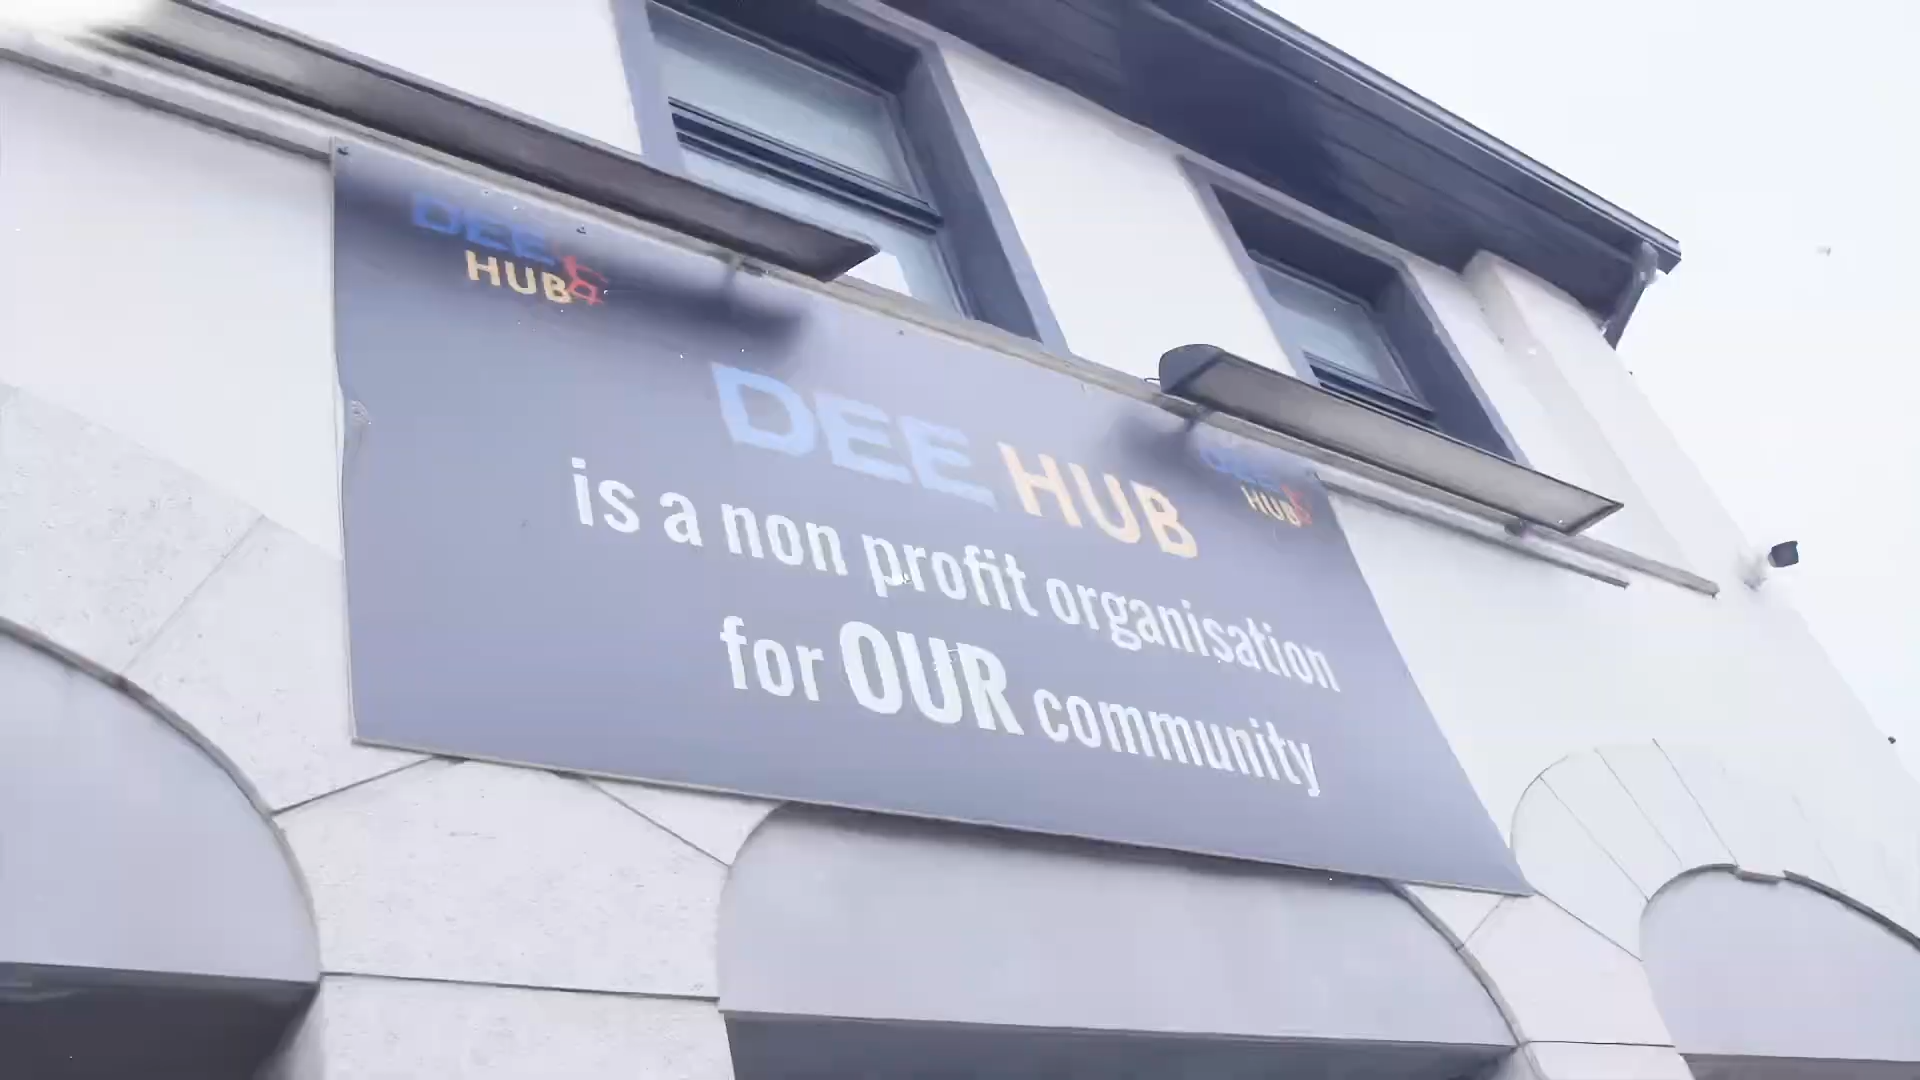 DEE
HUB
DEE HUB
is a non profit organisation
for OUR community
DEE
HUB